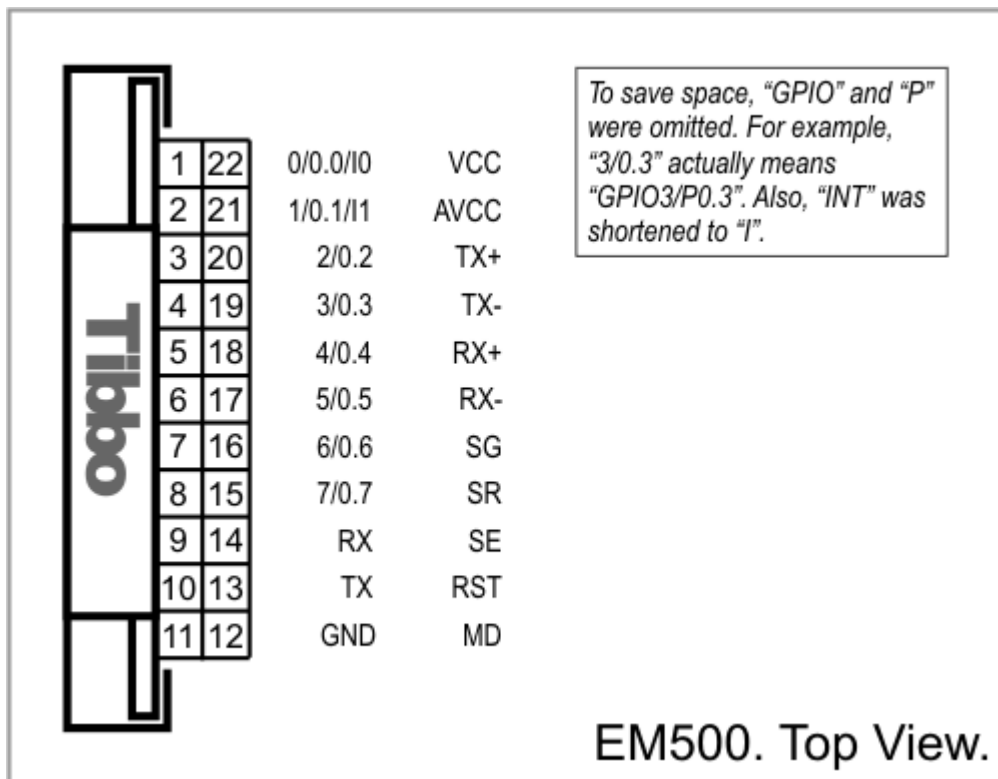 To save space, “GPIO” and “P”
were omitted. For example,
“3/0.3” actually means
“GPIO3/P0.3”. Also, “INT” was
shortened to “I”.
1 22 0/0.0/I0 VCC
2 21 1/0.1/I1 AVCC
3 20 2/0.2 TX+
4 19 3/0.3 TX-
5 18 4/0.4 RX+
6 17 5/0.5 RX-
7 16 6/0.6 SG
8 15 7/0.7 SR
9 14 RX SE
10 13 TX RST
11 12 GND MD
Tibbo
EM500. Top View.